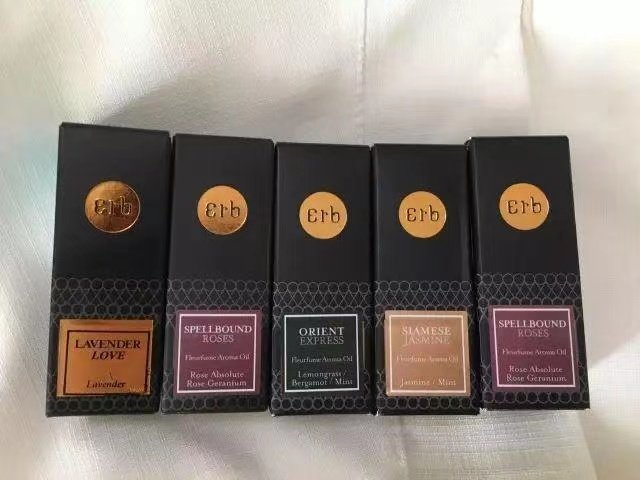 erb
LAVENDER
LOVE
Lavender
erb
SPELLBOUND
ROSES
Fleurfume Aroma Oil
Rose Absolute
Rose Geranium
erb
ORIENT
EXPRESS
Fleurfume Aroma Oil
Lemongrass /
Bergamot / Mint
erb
SIAMESE
JASMINE
Fleurfume Aroma Oil
Jasmine / Mint
erb
SPELLBOUND
ROSES
Fleurfume Aroma Oil
Rose Absolute
Rose Geranium